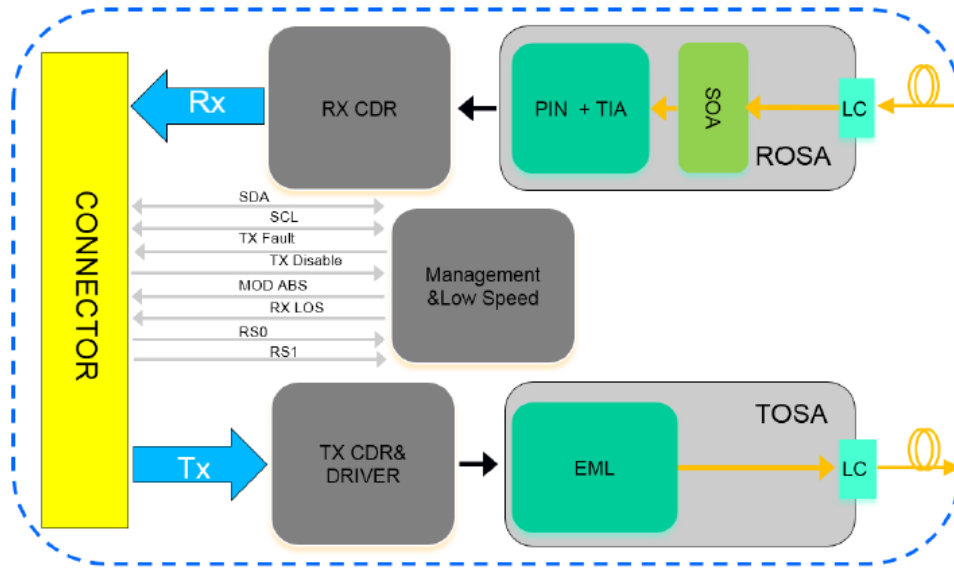 Rx
RX CDR
PIN + TIA
SOA
LC
ROSA
CONNECTOR
SDA
SCL
TX Fault
TX Disable
MOD ABS
RX LOS
RS0
RS1
Management
&Low Speed
Tx
TX CDR&
DRIVER
EML
TOSA
LC